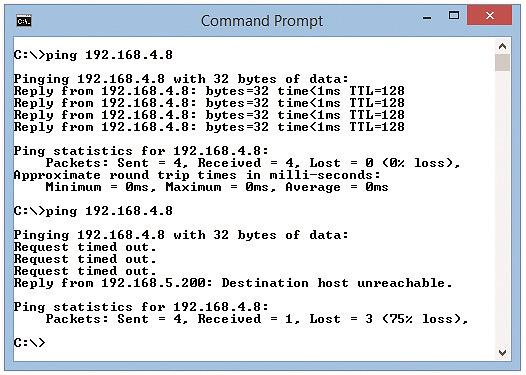 Command Prompt
C:\>ping 192.168.4.8
Pinging 192.168.4.8 with 32 bytes of data:
Reply from 192.168.4.8: bytes=32 time<1ms TTL=128
Reply from 192.168.4.8: bytes=32 time<1ms TTL=128
Reply from 192.168.4.8: bytes=32 time<1ms TTL=128
Reply from 192.168.4.8: bytes=32 time<1ms TTL=128
Ping statistics for 192.168.4.8:
    Packets: Sent = 4, Received = 4, Lost = 0 (0% loss),
Approximate round trip times in milli-seconds:
    Minimum = 0ms, Maximum = 0ms, Average = 0ms
C:\>ping 192.168.4.8
Pinging 192.168.4.8 with 32 bytes of data:
Request timed out.
Request timed out.
Request timed out.
Reply from 192.168.5.200: Destination host unreachable.
Ping statistics for 192.168.4.8:
    Packets: Sent = 4, Received = 1, Lost = 3 (75% loss),
C:\>